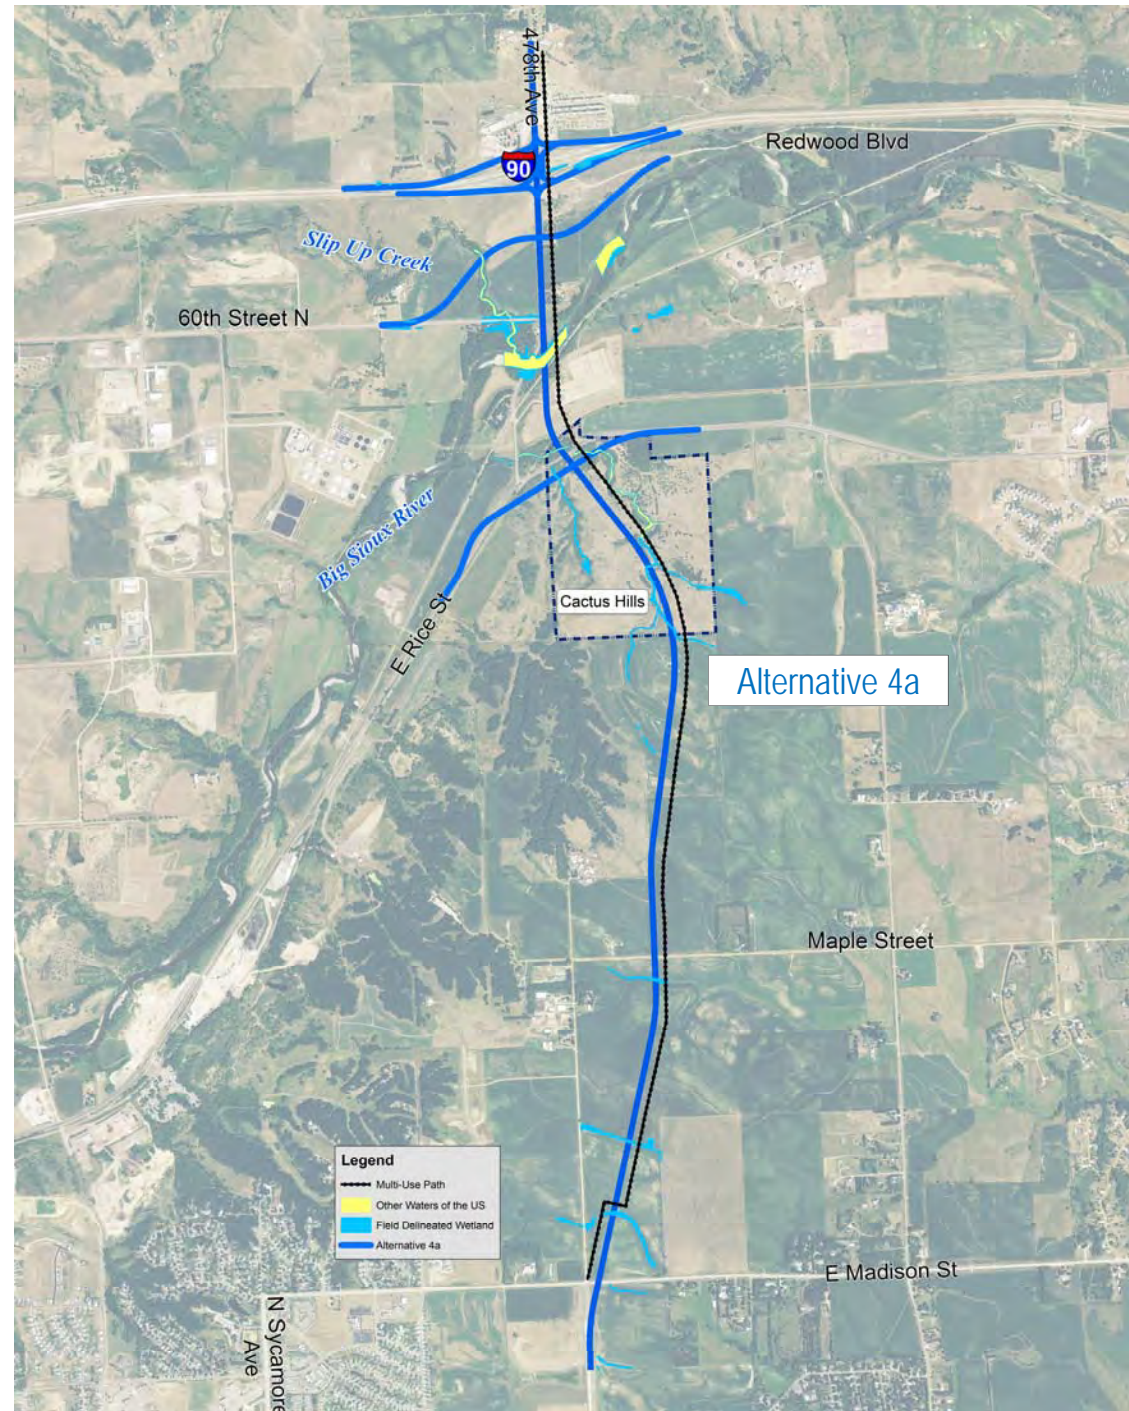 478th Ave
Redwood Blvd
90
Slip Up Creek
60th Street N
Big Sioux River
Cactus Hills
E Rice St
Alternative 4a
Maple Street
Legend
Multi-Use Path
Other Waters of the US
Field Delineated Wetland
Alternative 4a
E Madison St
N Sycamore
Ave